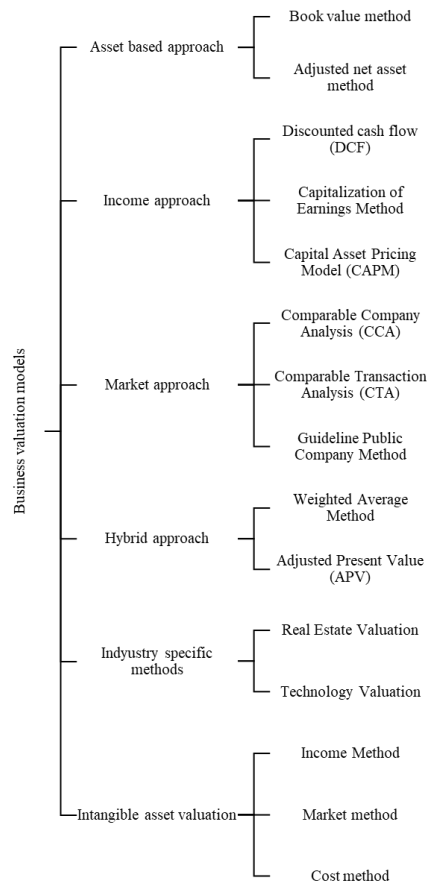 Business valuation models
Asset based approach
Book value method
Adjusted net asset
method
Income approach
Discounted cash flow
(DCF)
Capitalization of
Earnings Method
Capital Asset Pricing
Model (CAPM)
Market approach
Comparable Company
Analysis (CCA)
Comparable Transaction
Analysis (CTA)
Guideline Public
Company Method
Hybrid approach
Weighted Average
Method
Adjusted Present Value
(APV)
Indyustry specific
methods
Real Estate Valuation
Technology Valuation
Intangible asset valuation
Income Method
Market method
Cost method